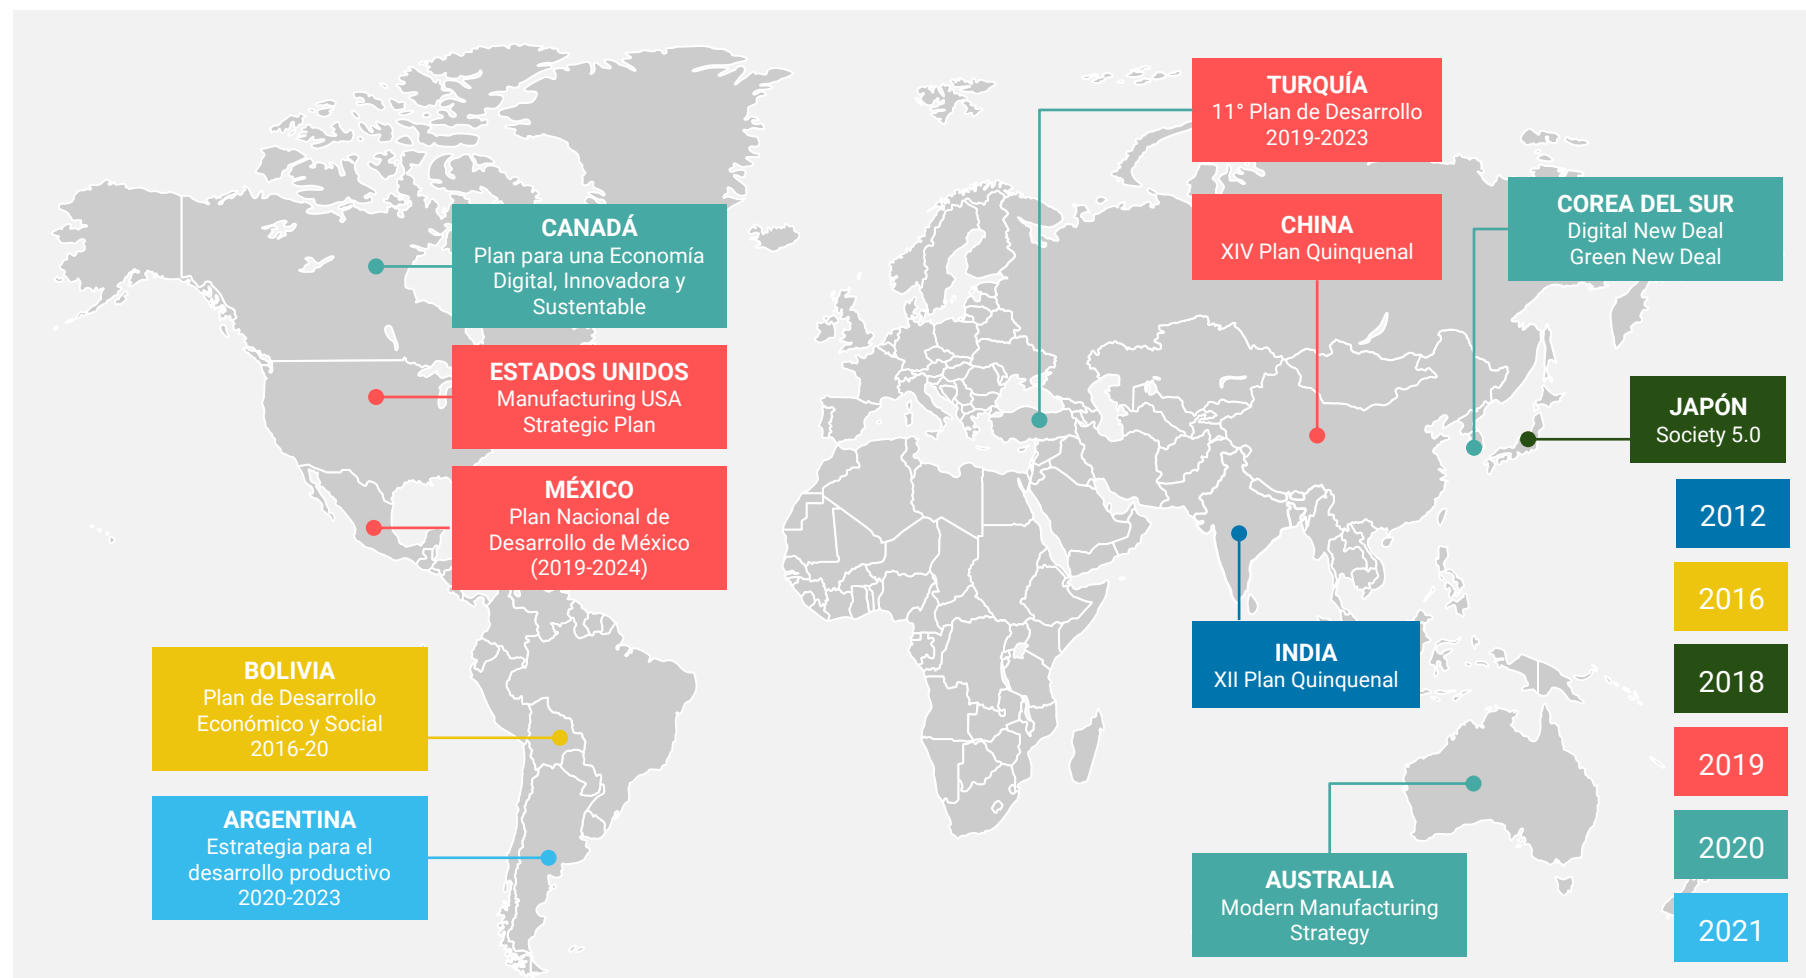 TURQUÍA
11° Plan de Desarrollo
2019-2023
CANADÁ
Plan para una Economía
Digital, Innovadora y
Sustentable
CHINA
XIV Plan Quinquenal
COREA DEL SUR
Digital New Deal
Green New Deal
ESTADOS UNIDOS
Manufacturing USA
Strategic Plan
JAPÓN
Society 5.0
MÉXICO
Plan Nacional de
Desarrollo de México
(2019-2024)
INDIA
XII Plan Quinquenal
BOLIVIA
Plan de Desarrollo
Económico y Social
2016-20
ARGENTINA
Estrategia para el
desarrollo productivo
2020-2023
AUSTRALIA
Modern Manufacturing
Strategy
2012
2016
2018
2019
2020
2021